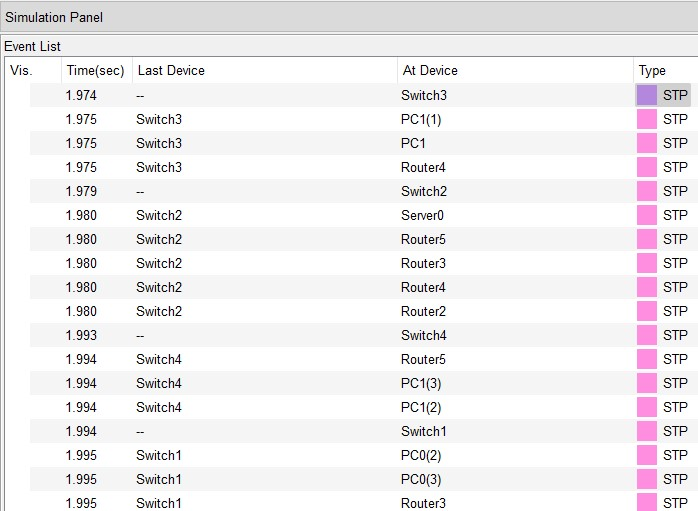 Simulation Panel
Event List
Vis. Time(sec) Last Device At Device Type
1.974 -- Switch3 STP
1.975 Switch3 PC1(1) STP
1.975 Switch3 PC1 STP
1.975 Switch3 Router4 STP
1.979 -- Switch2 STP
1.980 Switch2 Server0 STP
1.980 Switch2 Router5 STP
1.980 Switch2 Router3 STP
1.980 Switch2 Router4 STP
1.980 Switch2 Router2 STP
1.993 -- Switch4 STP
1.994 Switch4 Router5 STP
1.994 Switch4 PC1(3) STP
1.994 Switch4 PC1(2) STP
1.994 -- Switch1 STP
1.995 Switch1 PC0(2) STP
1.995 Switch1 PC0(3) STP
1.995 Switch1 Router3 STP